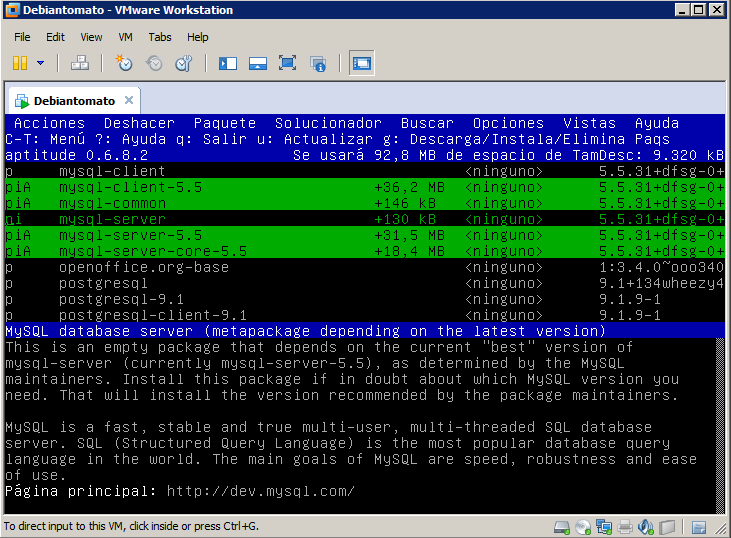 Debiantomato - VMware Workstation
File Edit View VM Tabs Help
Debiantomato
Acciones Deshacer Paquete Solucionador Buscar Opciones Vistas Ayuda
C-T: Menú ?: Ayuda q: Salir u: Actualizar g: Descarga/Instala/Elimina Paqs
aptitude 0.6.8.2 Se usará 92,8 MB de espacio de TamDesc: 9.320 kB
p mysql-client <ninguno> 5.5.31+dfsg-0+
piA mysql-client-5.5 +36,2 MB <ninguno> 5.5.31+dfsg-0+
piA mysql-common +146 kB <ninguno> 5.5.31+dfsg-0+
ni mysql-server +130 kB <ninguno> 5.5.31+dfsg-0+
piA mysql-server-5.5 +31,5 MB <ninguno> 5.5.31+dfsg-0+
piA mysql-server-core-5.5 +18,4 MB <ninguno> 5.5.31+dfsg-0+
p openoffice.org-base <ninguno> 1:3.4.0~ooo340
p postgresql <ninguno> 9.1+134wheezy4
p postgresql-9.1 <ninguno> 9.1.9-1
p postgresql-client-9.1 <ninguno> 9.1.9-1
MySQL database server (metapackage depending on the latest version)
This is an empty package that depends on the current "best" version of
mysql-server (currently mysql-server-5.5), as determined by the MySQL
maintainers. Install this package if in doubt about which MySQL version you
need. That will install the version recommended by the package maintainers.
MySQL is a fast, stable and true multi-user, multi-threaded SQL database
server. SQL (Structured Query Language) is the most popular database query
language in the world. The main goals of MySQL are speed, robustness and ease
of use.
Página principal: http://dev.mysql.com/
To direct input to this VM, click inside or press Ctrl+G.